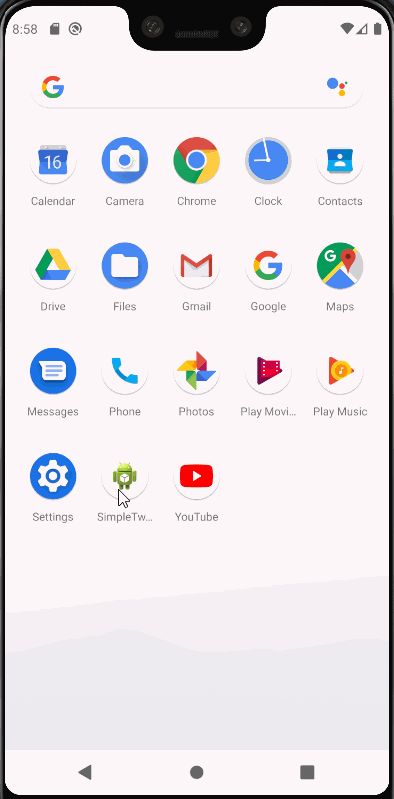 8:58
Calendar
Camera
Chrome
Clock
Contacts
Drive
Files
Gmail
Google
Maps
Messages
Phone
Photos
Play Movi...
Play Music
Settings
SimpleTw...
YouTube
16